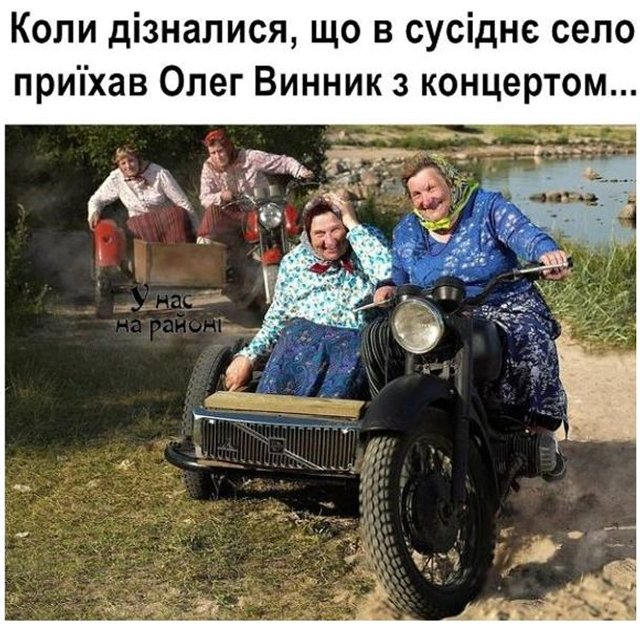 Коли дізналися, що в сусіднє село
приїхав Олег Винник з концертом...
У нас
на районі